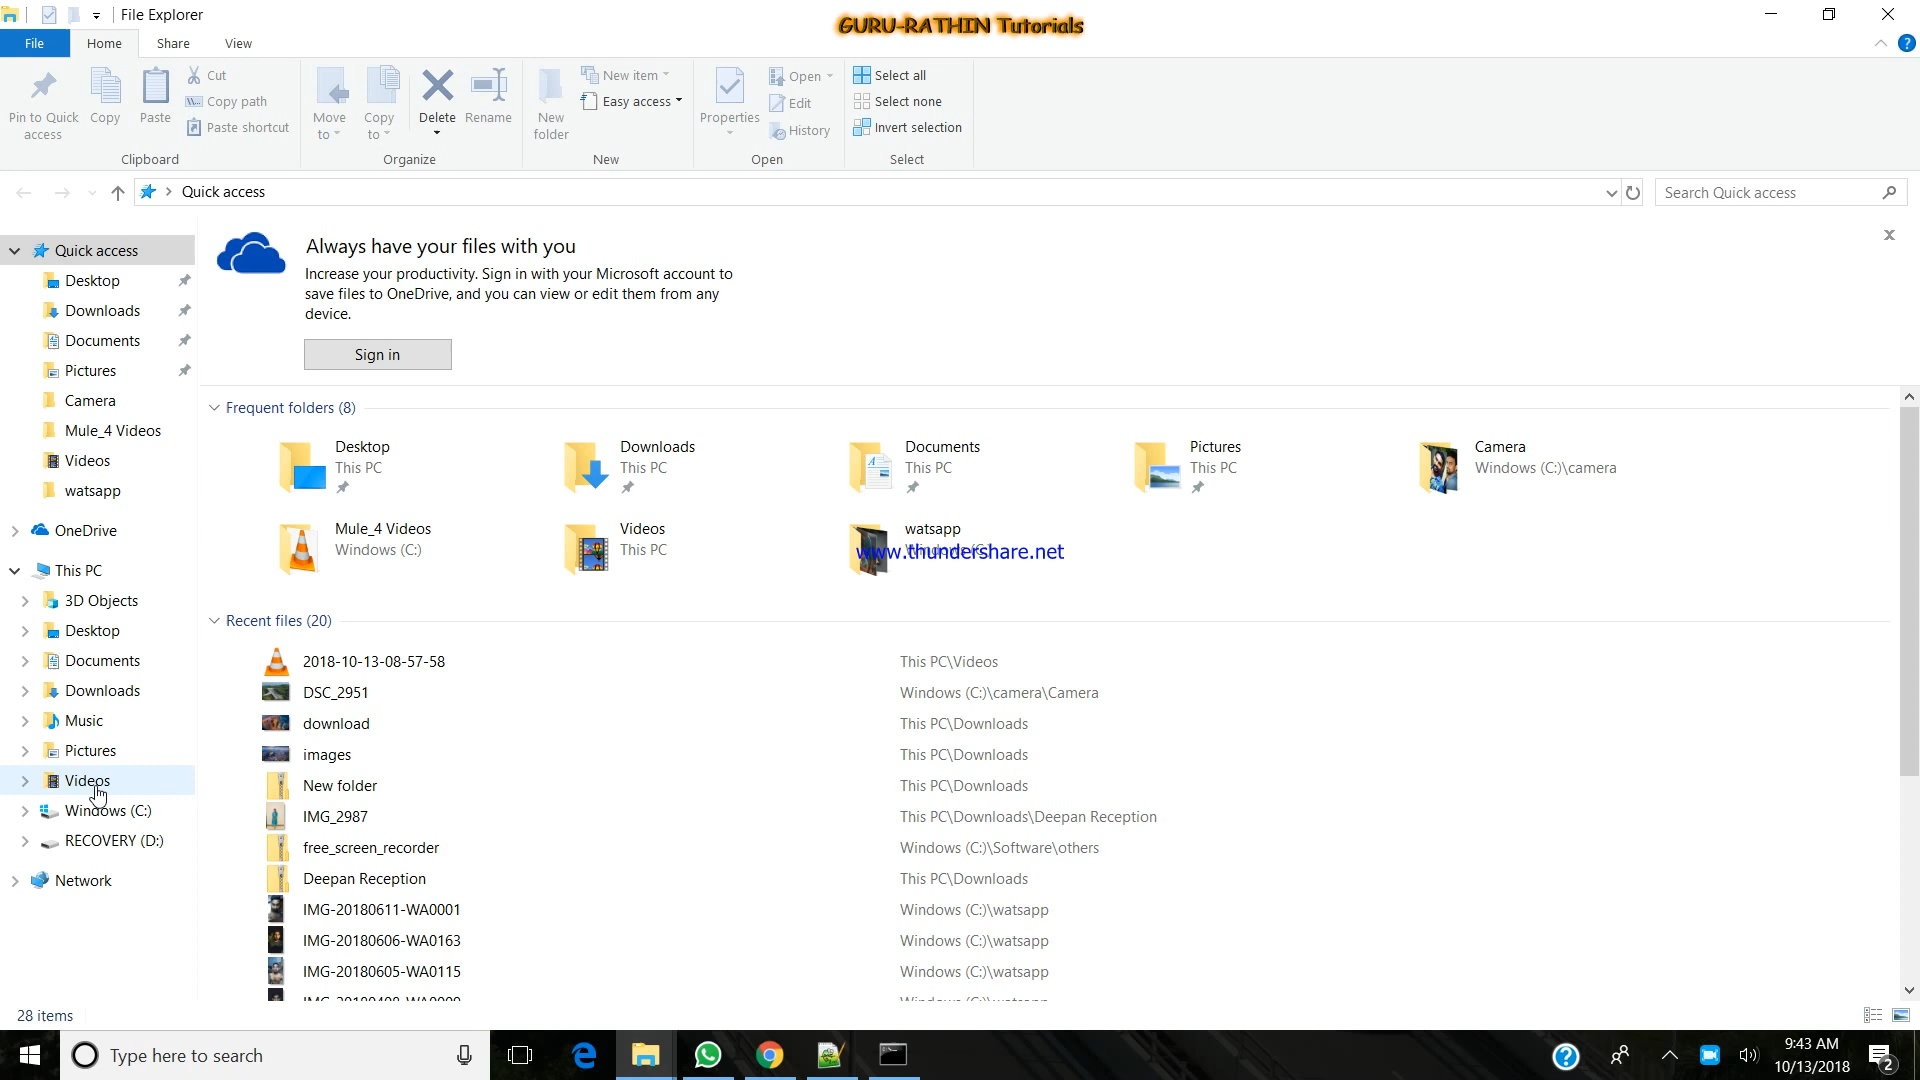 File Explorer
GURU-RATHIN Tutorials
File Home Share View
Pin to Quick access
Copy
Paste
Cut
Copy path
Paste shortcut
Clipboard
Move to
Copy to
Delete
Rename
Organize
New folder
New item
Easy access
New
Properties
Open
Edit
History
Open
Select all
Select none
Invert selection
Select
Quick access
Search Quick access
Quick access
Desktop
Downloads
Documents
Pictures
Camera
Mule_4 Videos
Videos
watsapp
OneDrive
This PC
3D Objects
Desktop
Documents
Downloads
Music
Pictures
Videos
Windows (C:)
RECOVERY (D:)
Network
Always have your files with you
Increase your productivity. Sign in with your Microsoft account to
save files to OneDrive, and you can view or edit them from any
device.
Sign in
Frequent folders (8)
Desktop
This PC
Downloads
This PC
Documents
This PC
Pictures
This PC
Camera
Windows (C:)\camera
Mule_4 Videos
Windows (C:)
Videos
This PC
watsapp
www.thundershare.net
Recent files (20)
2018-10-13-08-57-58 This PC\Videos
DSC_2951 Windows (C:)\camera\Camera
download This PC\Downloads
images This PC\Downloads
New folder This PC\Downloads
IMG_2987 This PC\Downloads\Deepan Reception
free_screen_recorder Windows (C:)\Software\others
Deepan Reception This PC\Downloads
IMG-20180611-WA0001 Windows (C:)\watsapp
IMG-20180606-WA0163 Windows (C:)\watsapp
IMG-20180605-WA0115 Windows (C:)\watsapp
28 items
Type here to search
9:43 AM
10/13/2018
2